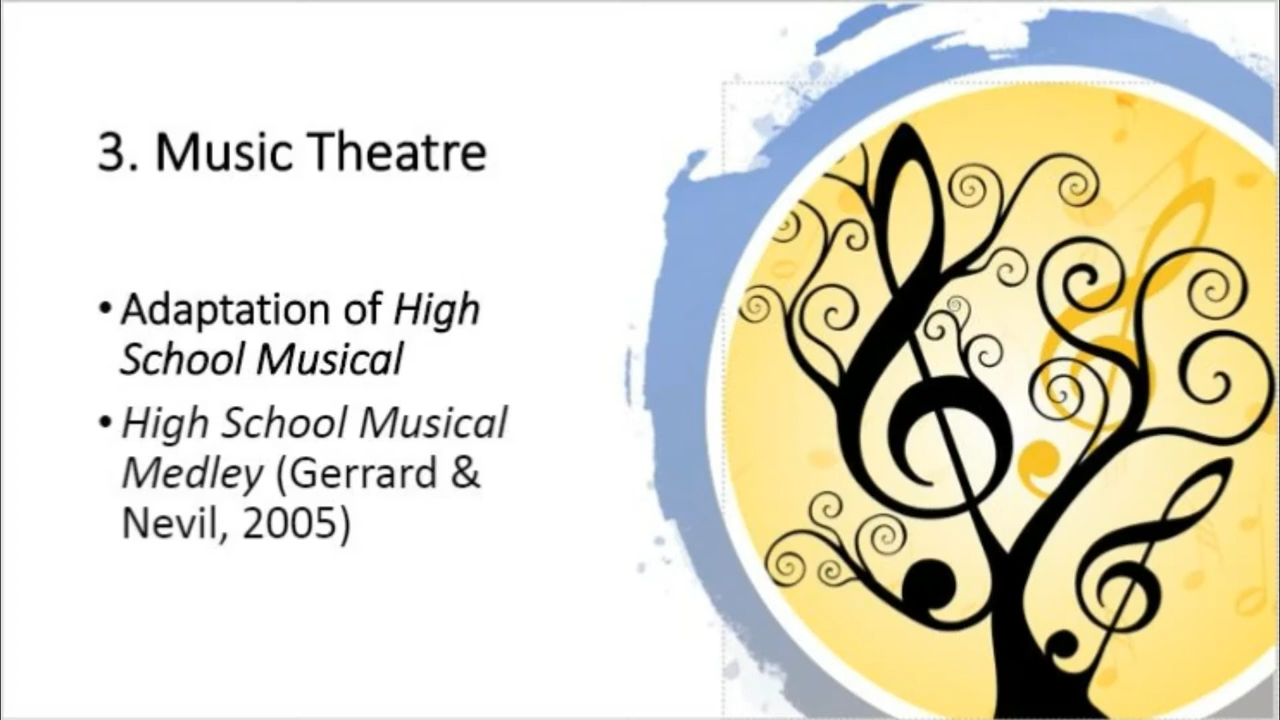 3. Music Theatre
• Adaptation of High
School Musical
• High School Musical
Medley (Gerrard &
Nevil, 2005)